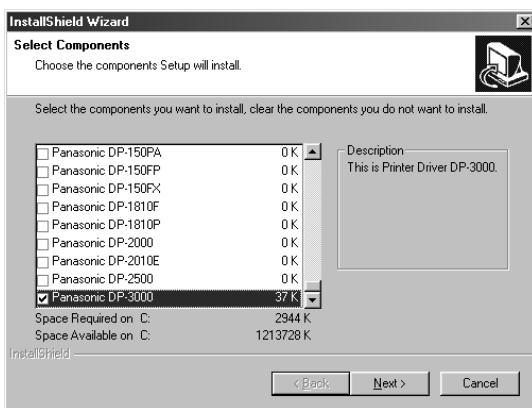 InstallShield Wizard
Select Components
Choose the components Setup will install.
Select the components you want to install, clear the components you do not want to install.
Panasonic DP-150PA 0 K
Panasonic DP-150FP 0 K
Panasonic DP-150FX 0 K
Panasonic DP-1810F 0 K
Panasonic DP-1810P 0 K
Panasonic DP-2000 0 K
Panasonic DP-2010E 0 K
Panasonic DP-2500 0 K
Panasonic DP-3000 37 K
Description
This is Printer Driver DP-3000.
Space Required on C: 2944 K
Space Available on C: 1213728 K
InstallShield
< Back
Next >
Cancel